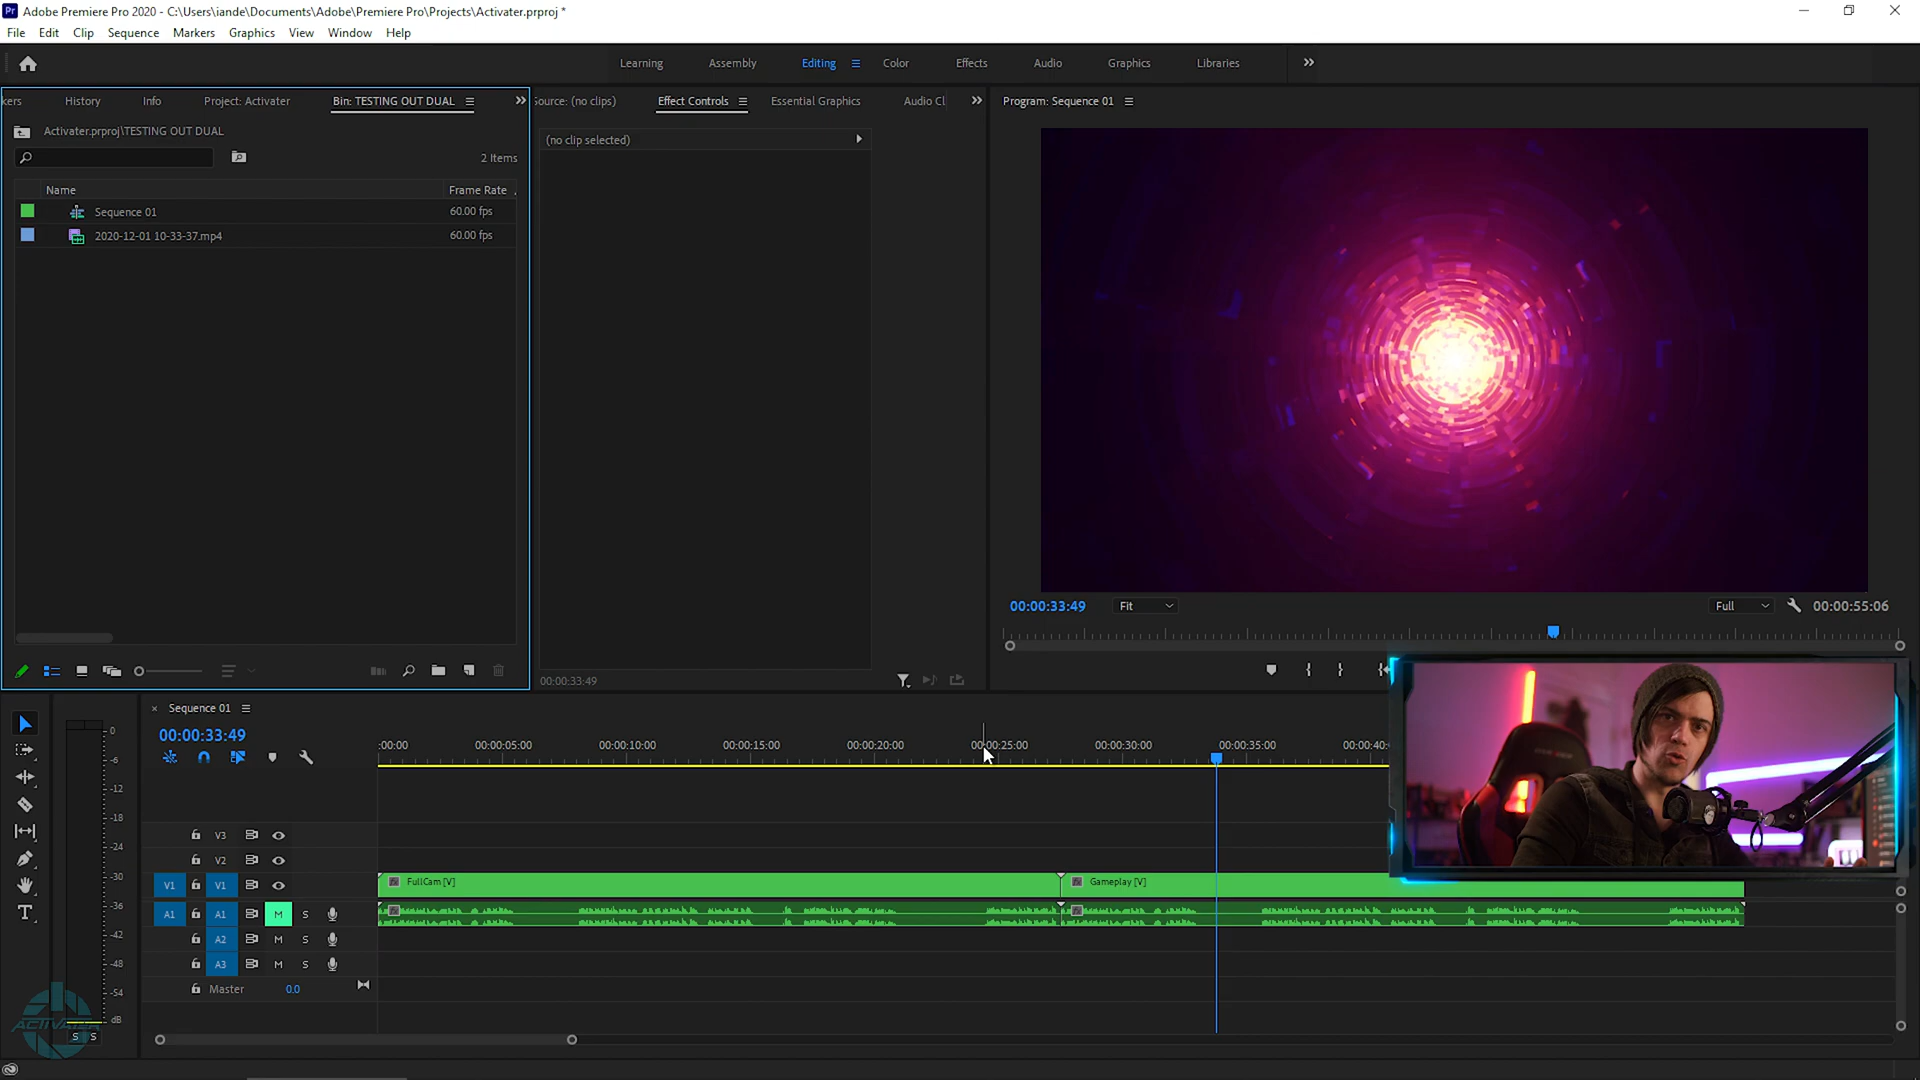 Adobe Premiere Pro 2020 - C:\Users\iande\Documents\Adobe\Premiere Pro\Projects\Activater.prproj *
File Edit Clip Sequence Markers Graphics View Window Help
Learning Assembly Editing Color Effects Audio Graphics Libraries
kers History Info Project: Activater Bin: TESTING OUT DUAL
Source: (no clips) Effect Controls Essential Graphics Audio Cl
Program: Sequence 01
Activater.prproj\TESTING OUT DUAL
(no clip selected)
2 Items
Name Frame Rate
Sequence 01 60.00 fps
2020-12-01 10-33-37.mp4 60.00 fps
00:00:33:49 Fit Full 00:00:55:06
00:00:33:49
Sequence 01
00:00:33:49
:00:00 00:00:05:00 00:00:10:00 00:00:15:00 00:00:20:00 00:00:25:00 00:00:30:00 00:00:35:00 00:00:40:
0
-6
-12
-18
-24
-30
-36
-42
-48
-54
dB
S S
V3
V2
V1 V1 FullCam [V] Gameplay [V]
A1 A1 M S
A2 M S
A3 M S
Master 0.0
ACTIVATER